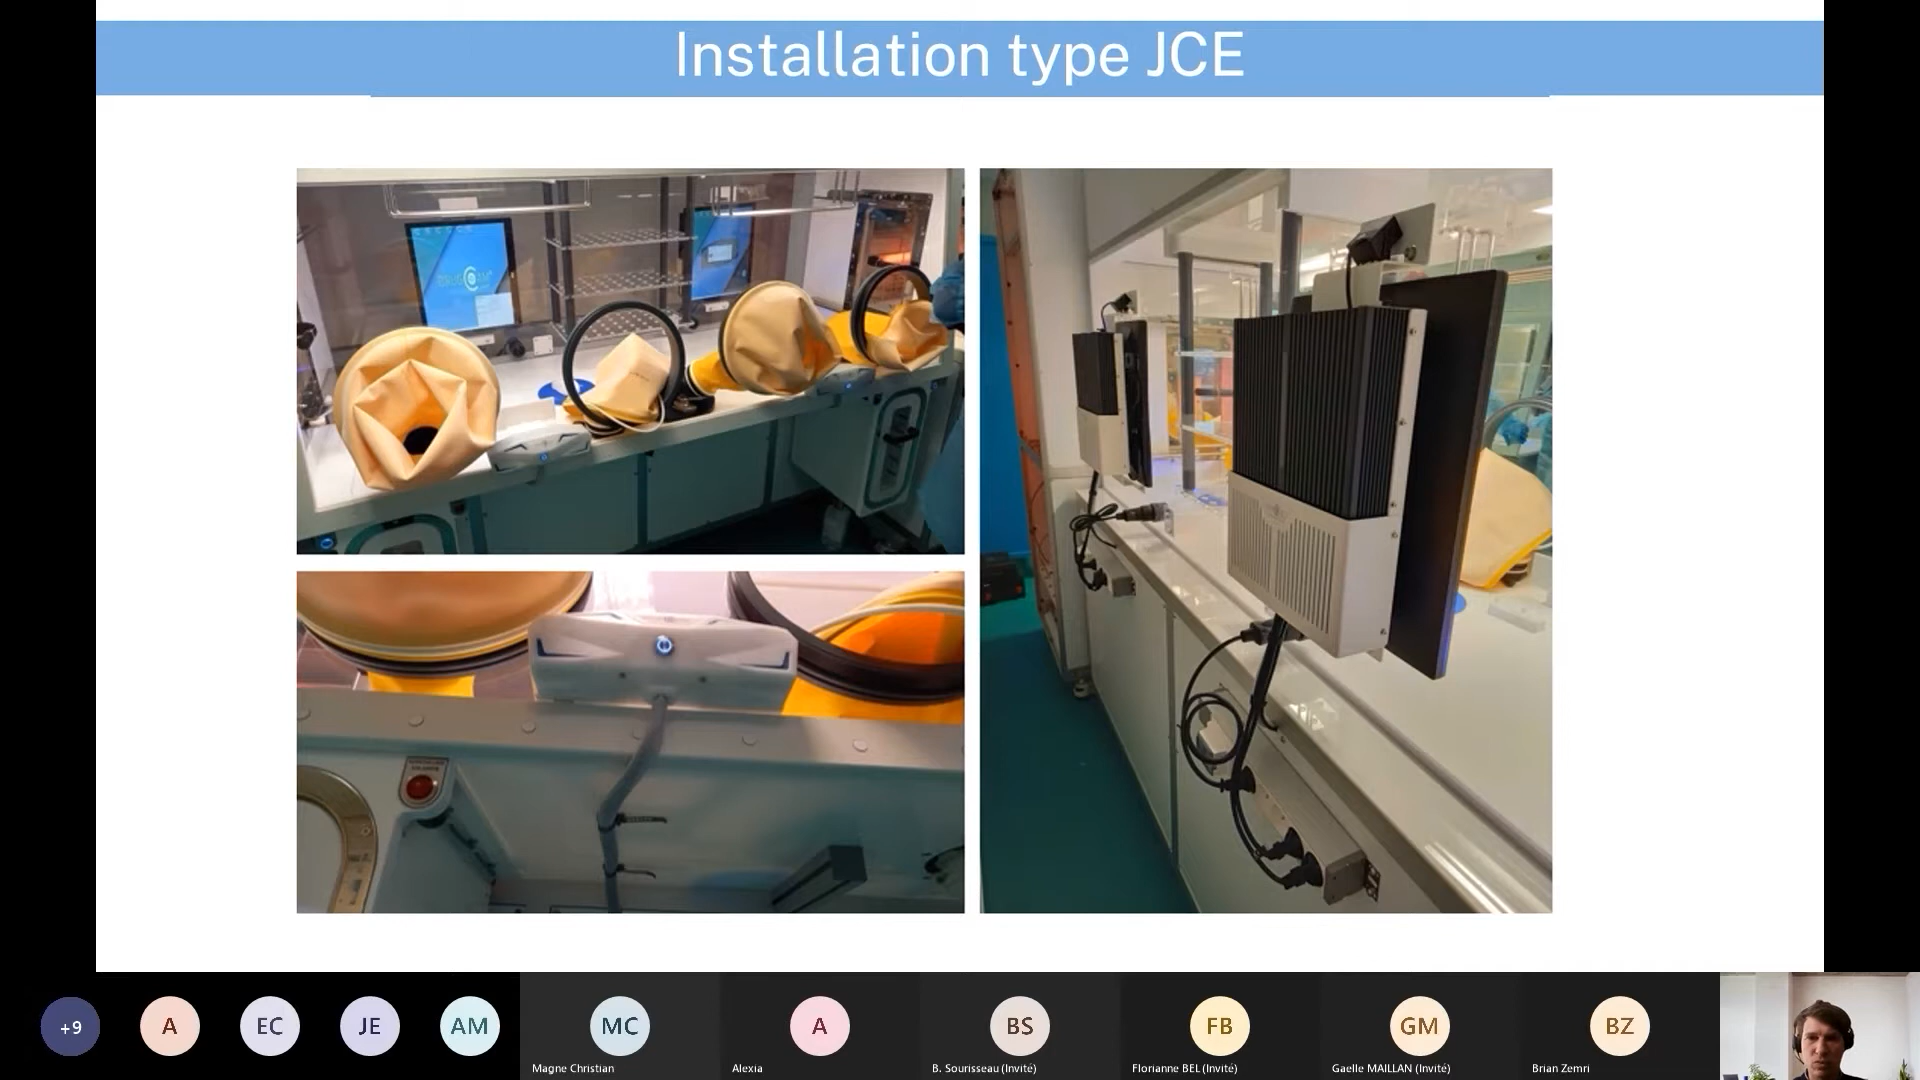 Installation type JCE
+9
A
EC
JE
AM
MC
A
BS
FB
GM
BZ
Magne Christian
Alexia
B. Sourisseau (Invité)
Florianne BEL (Invité)
Gaelle MAILLAN (Invité)
Brian Zemri